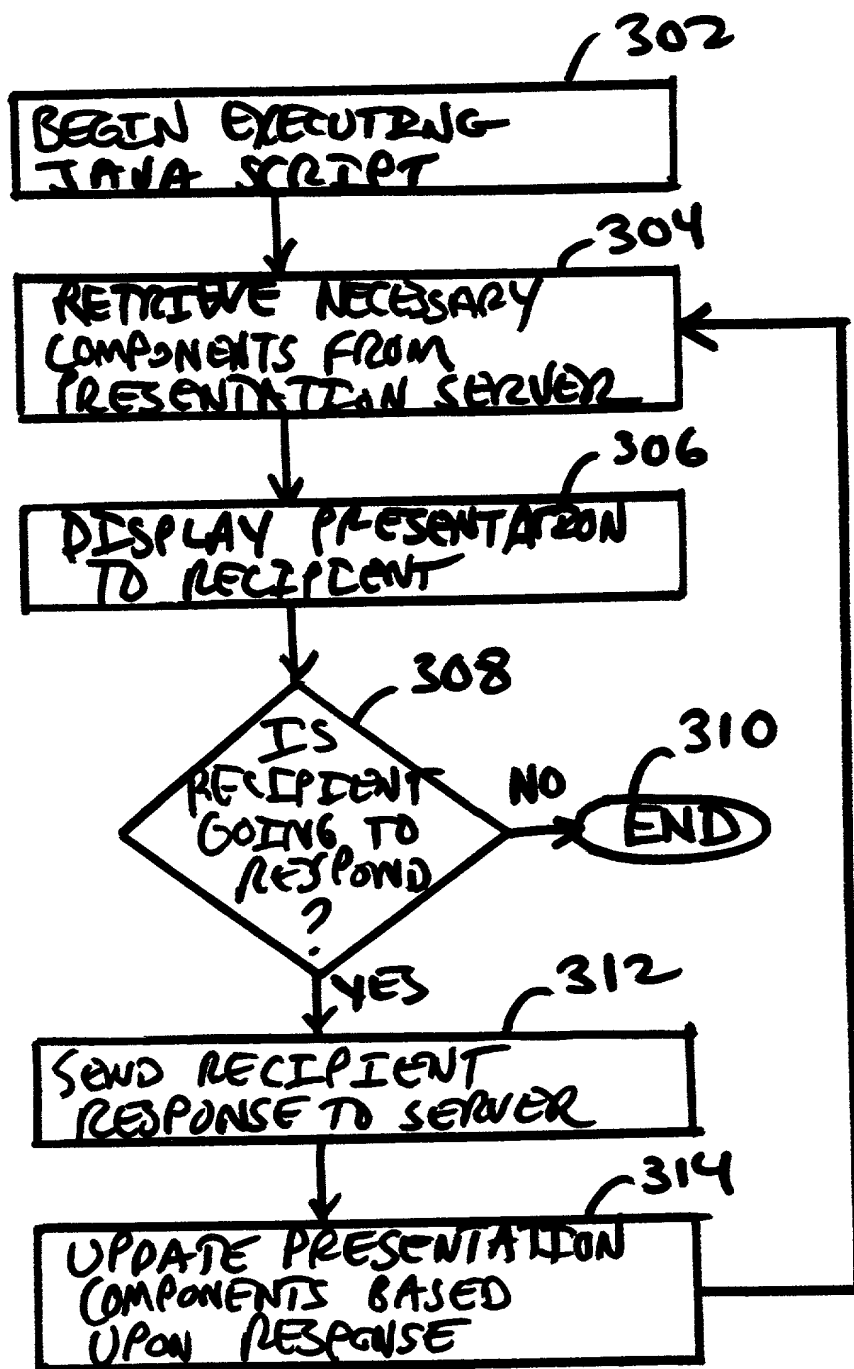 302
BEGIN EXECUTING
JAVA SCRIPT
304
RETRIEVE NECESSARY
COMPONENTS FROM
PRESENTATION SERVER
306
DISPLAY PRESENTATION
TO RECIPIENT
308
IS
RECIPIENT
GOING TO
RESPOND
?
NO
310
END
YES
312
SEND RECIPIENT
RESPONSE TO SERVER
314
UPDATE PRESENTATION
COMPONENTS BASED
UPON RESPONSE